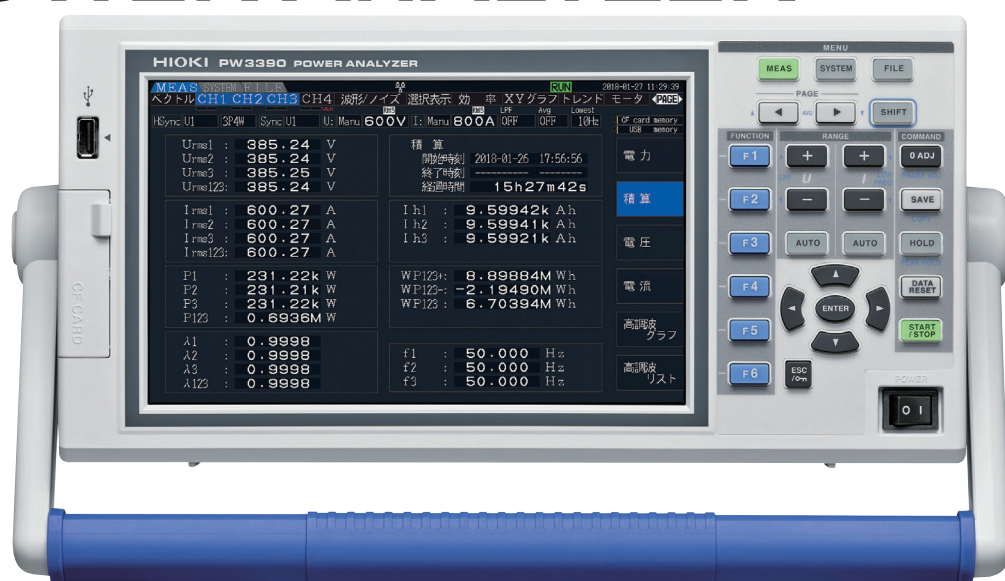 HIOKI PW3390 POWER ANALYZER
MEAS SYSTEM FILE RUN 2018-01-27 11:29:39
ベクトル CH1 CH2 CH3 CH4 波形/ノイズ 選択表示 効 率 XYグラフ トレンド モータ PAGE
LPF Avg Lowest
HSync U1 3P4W Sync U1 U: Manu 600V I: Manu 800A OFF OFF 10Hz
CF card memory
USB memory
Urms1 : 385.24 V
Urms2 : 385.24 V
Urms3 : 385.25 V
Urms123: 385.24 V
積 算
開始時刻 2018-01-26 17:56:56
終了時刻 ---------- --------
経過時間 15h27m42s
Irms1 : 600.27 A
Irms2 : 600.27 A
Irms3 : 600.27 A
Irms123: 600.27 A
Ih1 : 9.59942k Ah
Ih2 : 9.59941k Ah
Ih3 : 9.59921k Ah
P1 : 231.22k W
P2 : 231.21k W
P3 : 231.22k W
P123 : 0.6936M W
WP123+: 8.89884M Wh
WP123-: -2.19490M Wh
WP123 : 6.70394M Wh
λ1 : 0.9998
λ2 : 0.9998
λ3 : 0.9998
λ123 : 0.9998
f1 : 50.000 Hz
f2 : 50.000 Hz
f3 : 50.000 Hz
電 力
積 算
電 圧
電 流
高調波
グラフ
高調波
リスト
CF CARD
MENU
MEAS SYSTEM FILE
PAGE
AVG
SHIFT
FUNCTION RANGE COMMAND
F1 + + 0 ADJ
U I
F2 − − SAVE
COPY
F3 AUTO AUTO HOLD
PEAK HOLD
F4 DATA
RESET
ENTER
F5 START
/STOP
F6 ESC
POWER